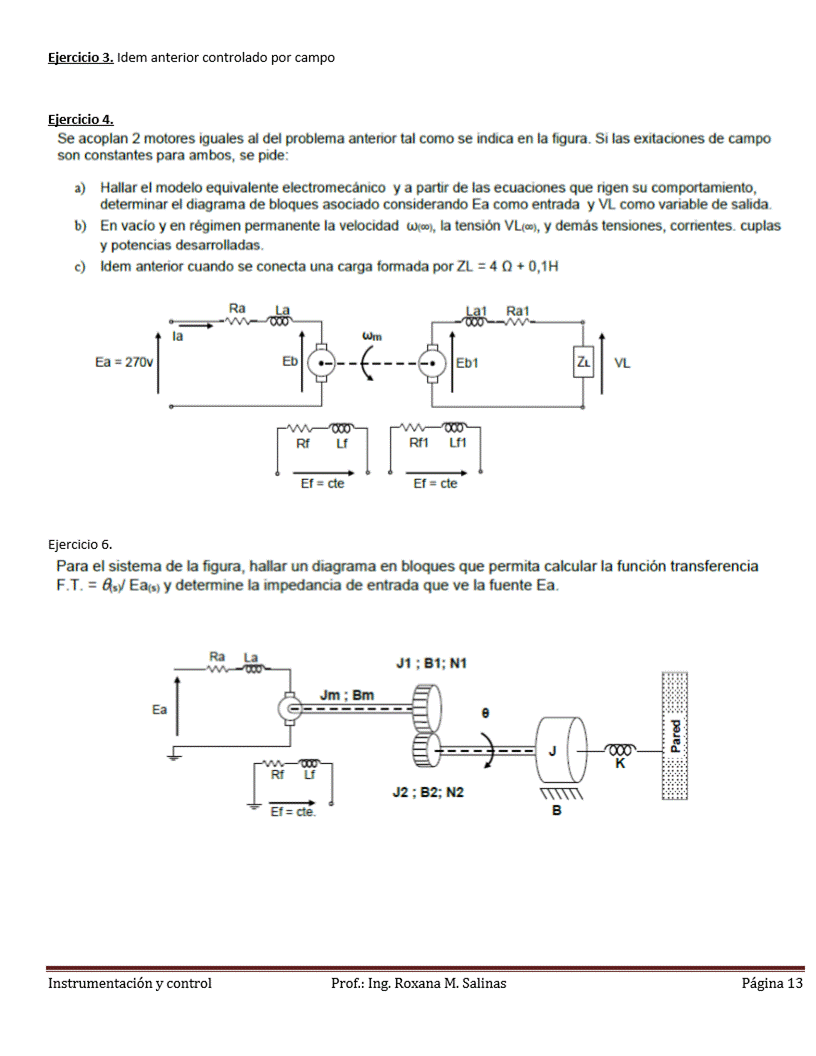 Ejercicio 3. Idem anterior controlado por campo
Ejercicio 4.
Se acoplan 2 motores iguales al del problema anterior tal como se indica en la figura. Si las exitaciones de campo
son constantes para ambos, se pide:
a) Hallar el modelo equivalente electromecánico y a partir de las ecuaciones que rigen su comportamiento,
determinar el diagrama de bloques asociado considerando Ea como entrada y VL como variable de salida.
b) En vacío y en régimen permanente la velocidad ω(∞), la tensión VL(∞), y demás tensiones, corrientes. cuplas
y potencias desarrolladas.
c) Idem anterior cuando se conecta una carga formada por ZL = 4 Ω + 0,1H
Ra La La1 Ra1
Ia ωm
Ea = 270v Eb Eb1 ZL VL
Rf Lf Rf1 Lf1
Ef = cte Ef = cte
Ejercicio 6.
Para el sistema de la figura, hallar un diagrama en bloques que permita calcular la función transferencia
F.T. = θ(s)/ Ea(s) y determine la impedancia de entrada que ve la fuente Ea.
Ra La J1 ; B1; N1
Jm ; Bm
Ea θ
J K Pared
Rf Lf
J2 ; B2; N2
Ef = cte. B
Instrumentación y control Prof.: Ing. Roxana M. Salinas Página 13